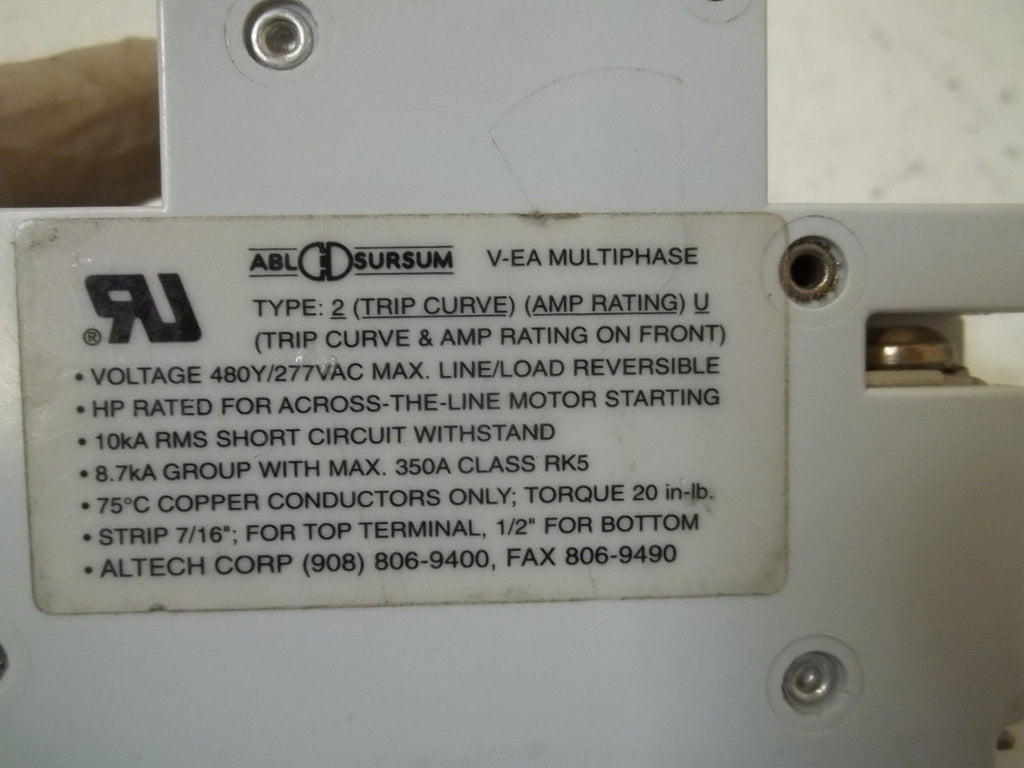 ABL SURSUM V-EA MULTIPHASE
TYPE: 2 (TRIP CURVE) (AMP RATING) U
(TRIP CURVE & AMP RATING ON FRONT)
• VOLTAGE 480Y/277VAC MAX. LINE/LOAD REVERSIBLE
• HP RATED FOR ACROSS-THE-LINE MOTOR STARTING
• 10kA RMS SHORT CIRCUIT WITHSTAND
• 8.7kA GROUP WITH MAX. 350A CLASS RK5
• 75°C COPPER CONDUCTORS ONLY; TORQUE 20 in-lb.
• STRIP 7/16"; FOR TOP TERMINAL, 1/2" FOR BOTTOM
• ALTECH CORP (908) 806-9400, FAX 806-9490
RU®